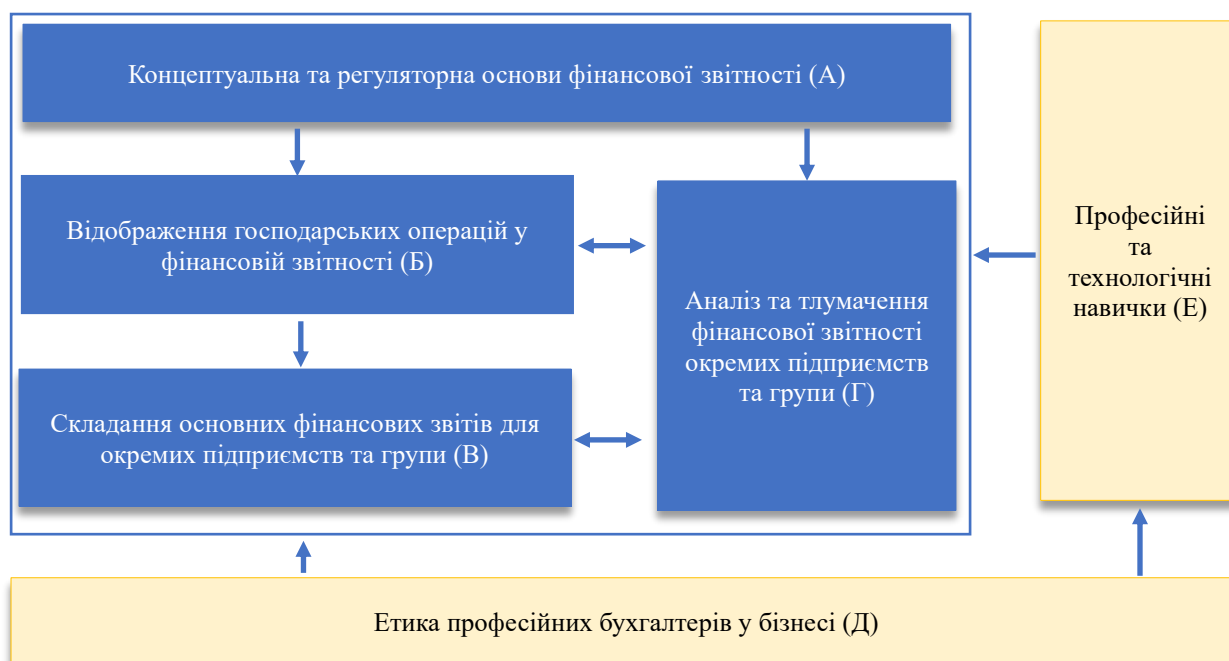 Концептуальна та регуляторна основи фінансової звітності (А)
Відображення господарських операцій у
фінансовій звітності (Б)
Складання основних фінансових звітів для
окремих підприємств та групи (В)
Аналіз та тлумачення
фінансової звітності
окремих підприємств
та групи (Г)
Професійні
та
технологічні
навички (Е)
Етика професійних бухгалтерів у бізнесі (Д)